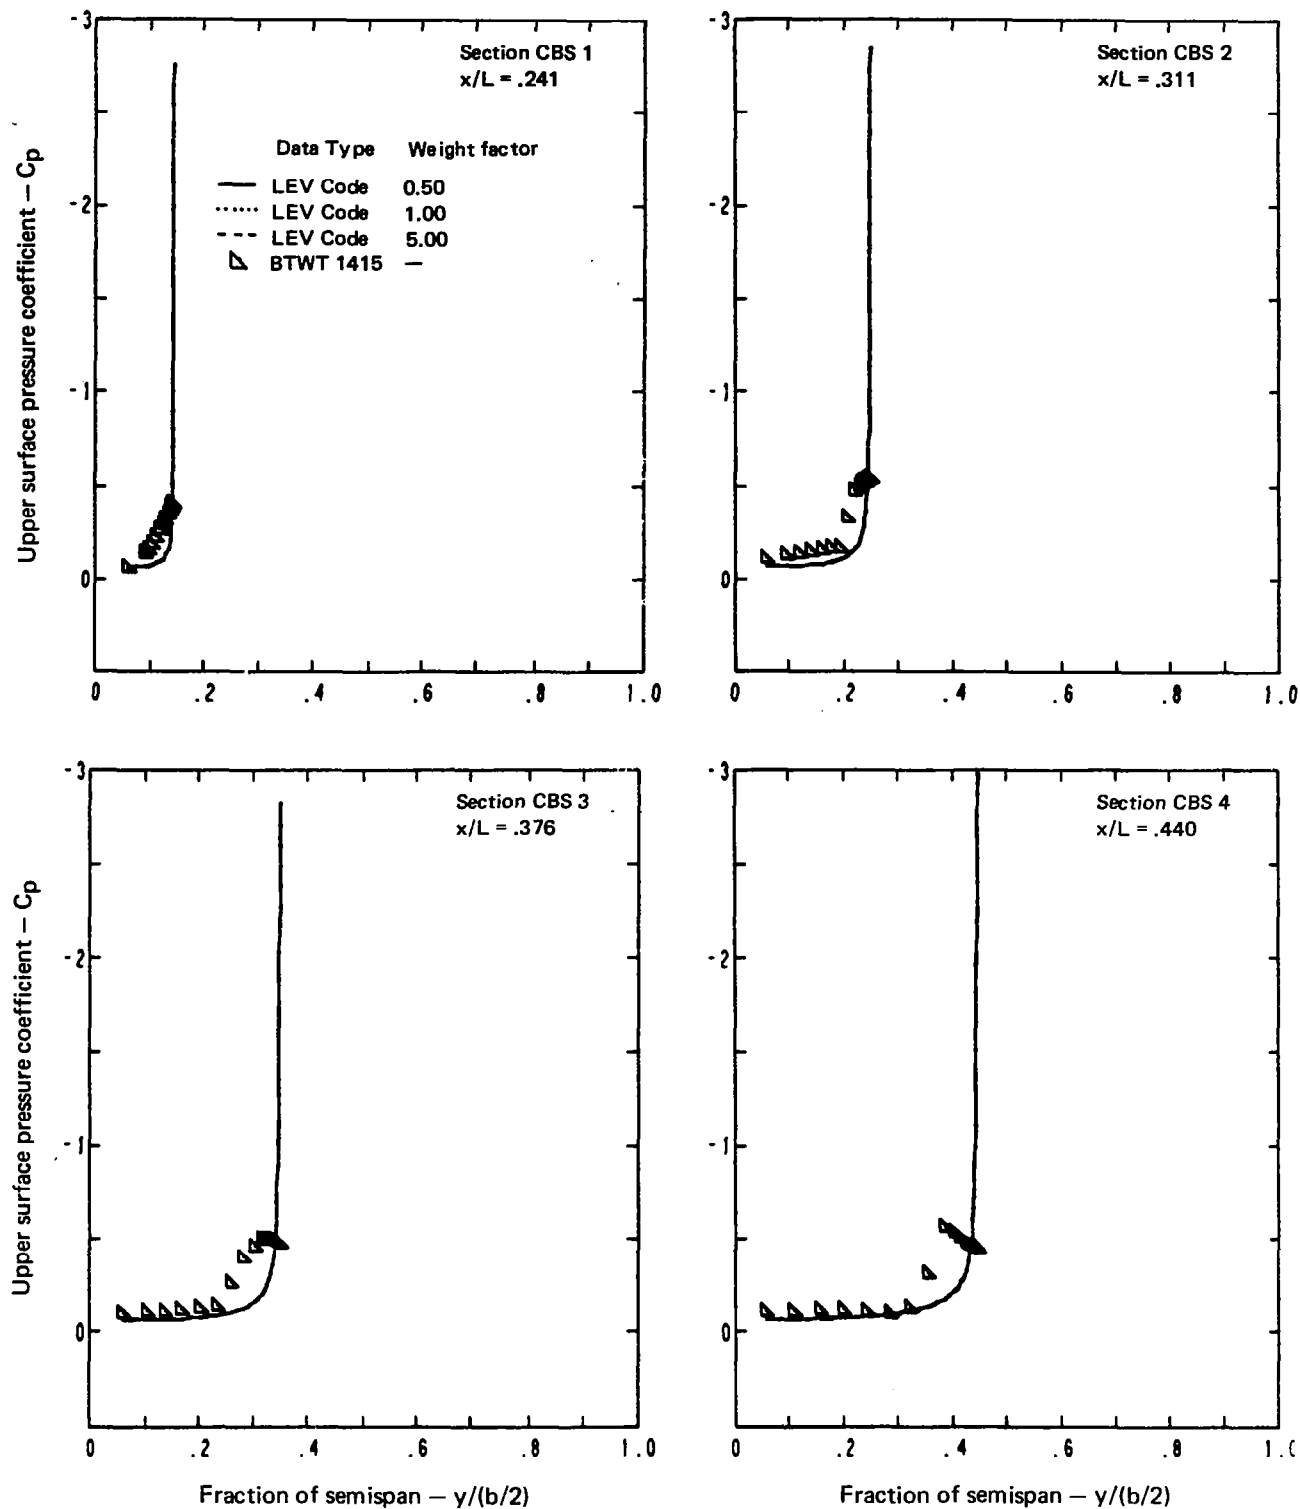 -3
-2
-1
0
Upper surface pressure coefficient — Cp
Section CBS 1
x/L = .241
Data Type Weight factor
LEV Code 0.50
LEV Code 1.00
LEV Code 5.00
BTWT 1415 —
0 .2 .4 .6 .8 1.0
-3
-2
-1
0
Section CBS 2
x/L = .311
0 .2 .4 .6 .8 1.0
-3
-2
-1
0
Upper surface pressure coefficient — Cp
Section CBS 3
x/L = .376
0 .2 .4 .6 .8 1.0
Fraction of semispan — y/(b/2)
-3
-2
-1
0
Section CBS 4
x/L = .440
0 .2 .4 .6 .8 1.0
Fraction of semispan — y/(b/2)